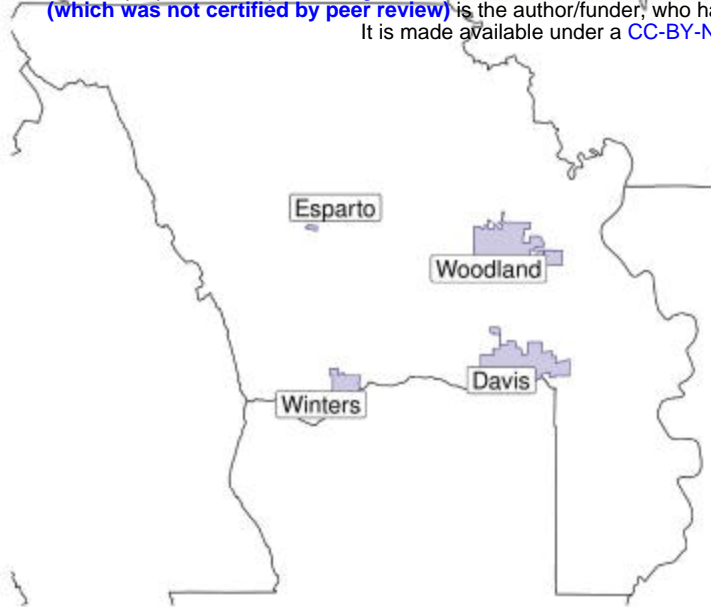 (which was not certified by peer review) is the author/funder, who ha
It is made available under a CC-BY-N
Esparto
Woodland
Davis
Winters